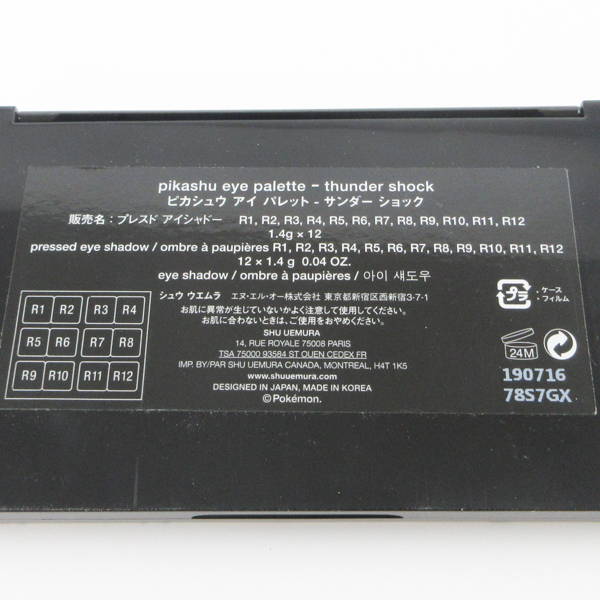 pikashu eye palette – thunder shock
ピカシュウ アイ パレット - サンダー ショック
販売名：プレスド アイシャドー R1, R2, R3, R4, R5, R6, R7, R8, R9, R10, R11, R12
1.4g × 12
pressed eye shadow / ombre à paupières R1, R2, R3, R4, R5, R6, R7, R8, R9, R10, R11, R12
12 × 1.4 g 0.04 OZ.
eye shadow / ombre à paupières / 아이 섀도우
シュウ ウエムラ エヌ･エル･オー株式会社 東京都新宿区西新宿3-7-1
お肌に異常が生じていないかよく注意して使用してください。
お肌に合わないときは、ご使用をおやめください。
SHU UEMURA
14, RUE ROYALE 75008 PARIS
TSA 75000 93584 ST OUEN CEDEX FR
IMP. BY/PAR SHU UEMURA CANADA, MONTREAL, H4T 1K5
www.shuuemura.com
DESIGNED IN JAPAN, MADE IN KOREA
©Pokémon.
R1 R2 R3 R4
R5 R6 R7 R8
R9 R10 R11 R12
プラ ・ケース
・フィルム
24M
190716
78S7GX